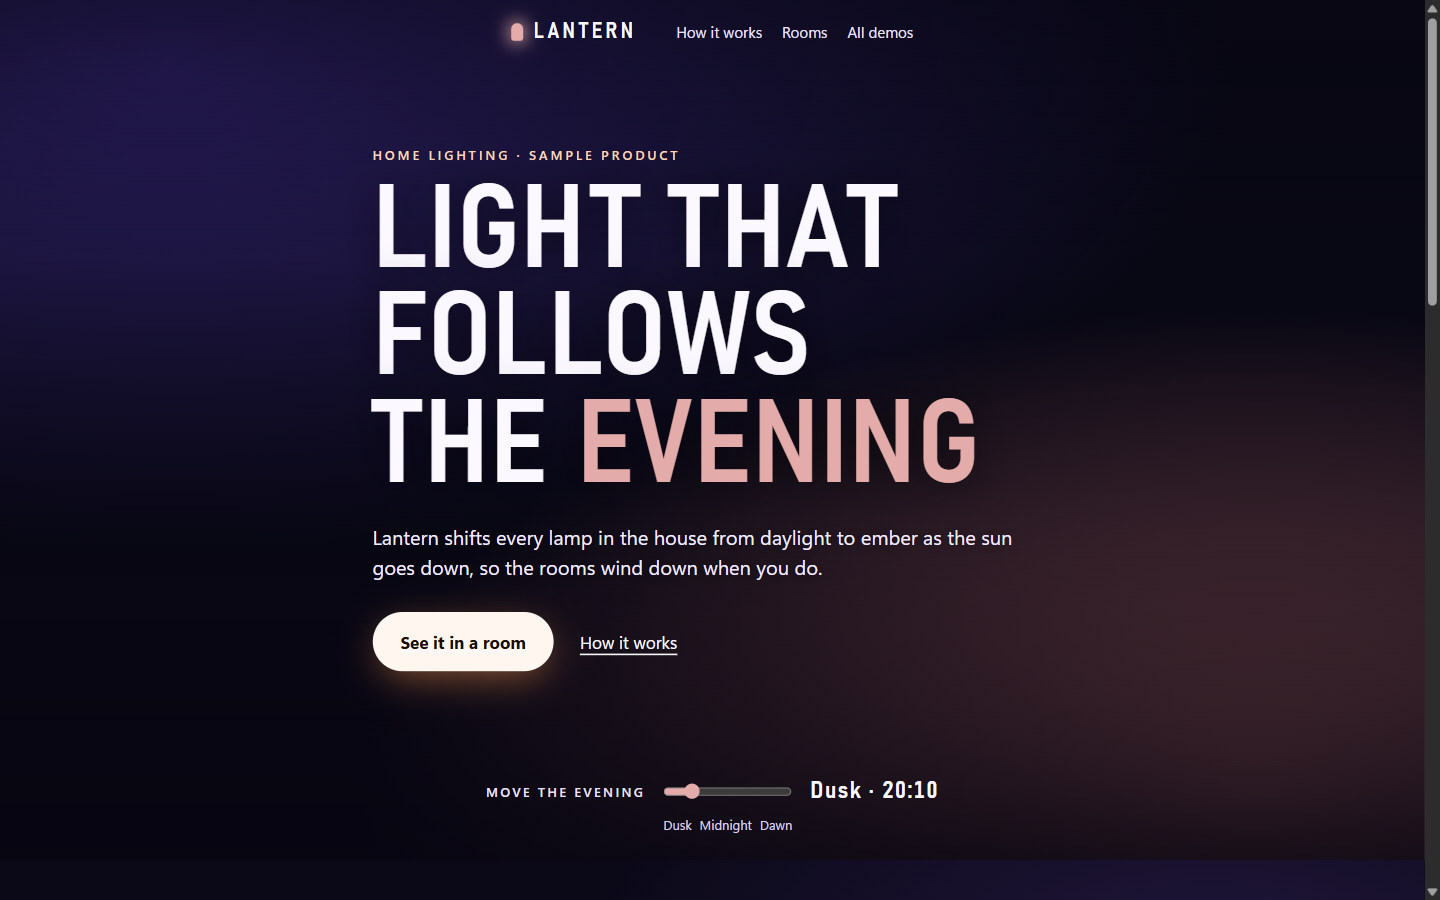 LANTERN How it works Rooms All demos
HOME LIGHTING · SAMPLE PRODUCT
LIGHT THAT
FOLLOWS
THE EVENING
Lantern shifts every lamp in the house from daylight to ember as the sun
goes down, so the rooms wind down when you do.
See it in a room How it works
MOVE THE EVENING Dusk · 20:10
Dusk Midnight Dawn